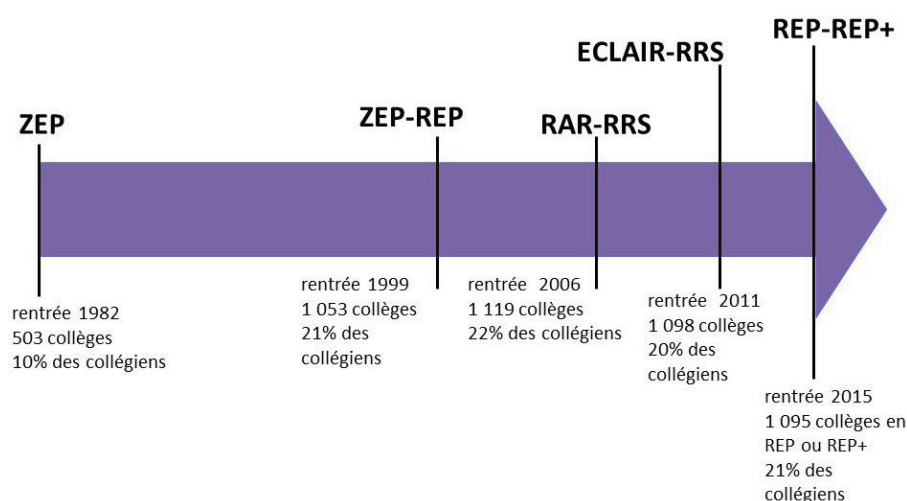 ZEP
rentrée 1982
503 collèges
10% des collégiens
ZEP-REP
rentrée 1999
1 053 collèges
21% des
collégiens
RAR-RRS
rentrée 2006
1 119 collèges
22% des collégiens
ECLAIR-RRS
rentrée 2011
1 098 collèges
20% des
collégiens
REP-REP+
rentrée 2015
1 095 collèges en
REP ou REP+
21% des
collégiens